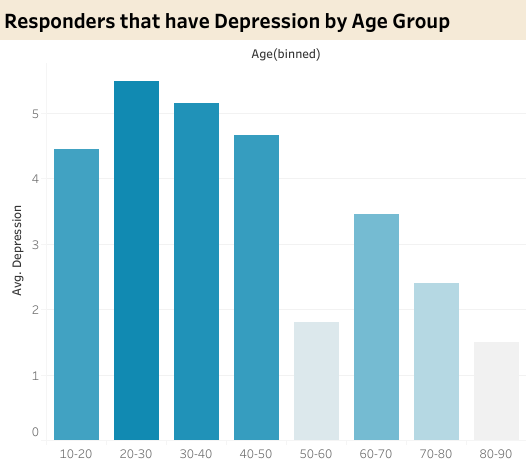 Responders that have Depression by Age Group
Age(binned)
Avg. Depression
5
4
3
2
1
0
10-20 20-30 30-40 40-50 50-60 60-70 70-80 80-90